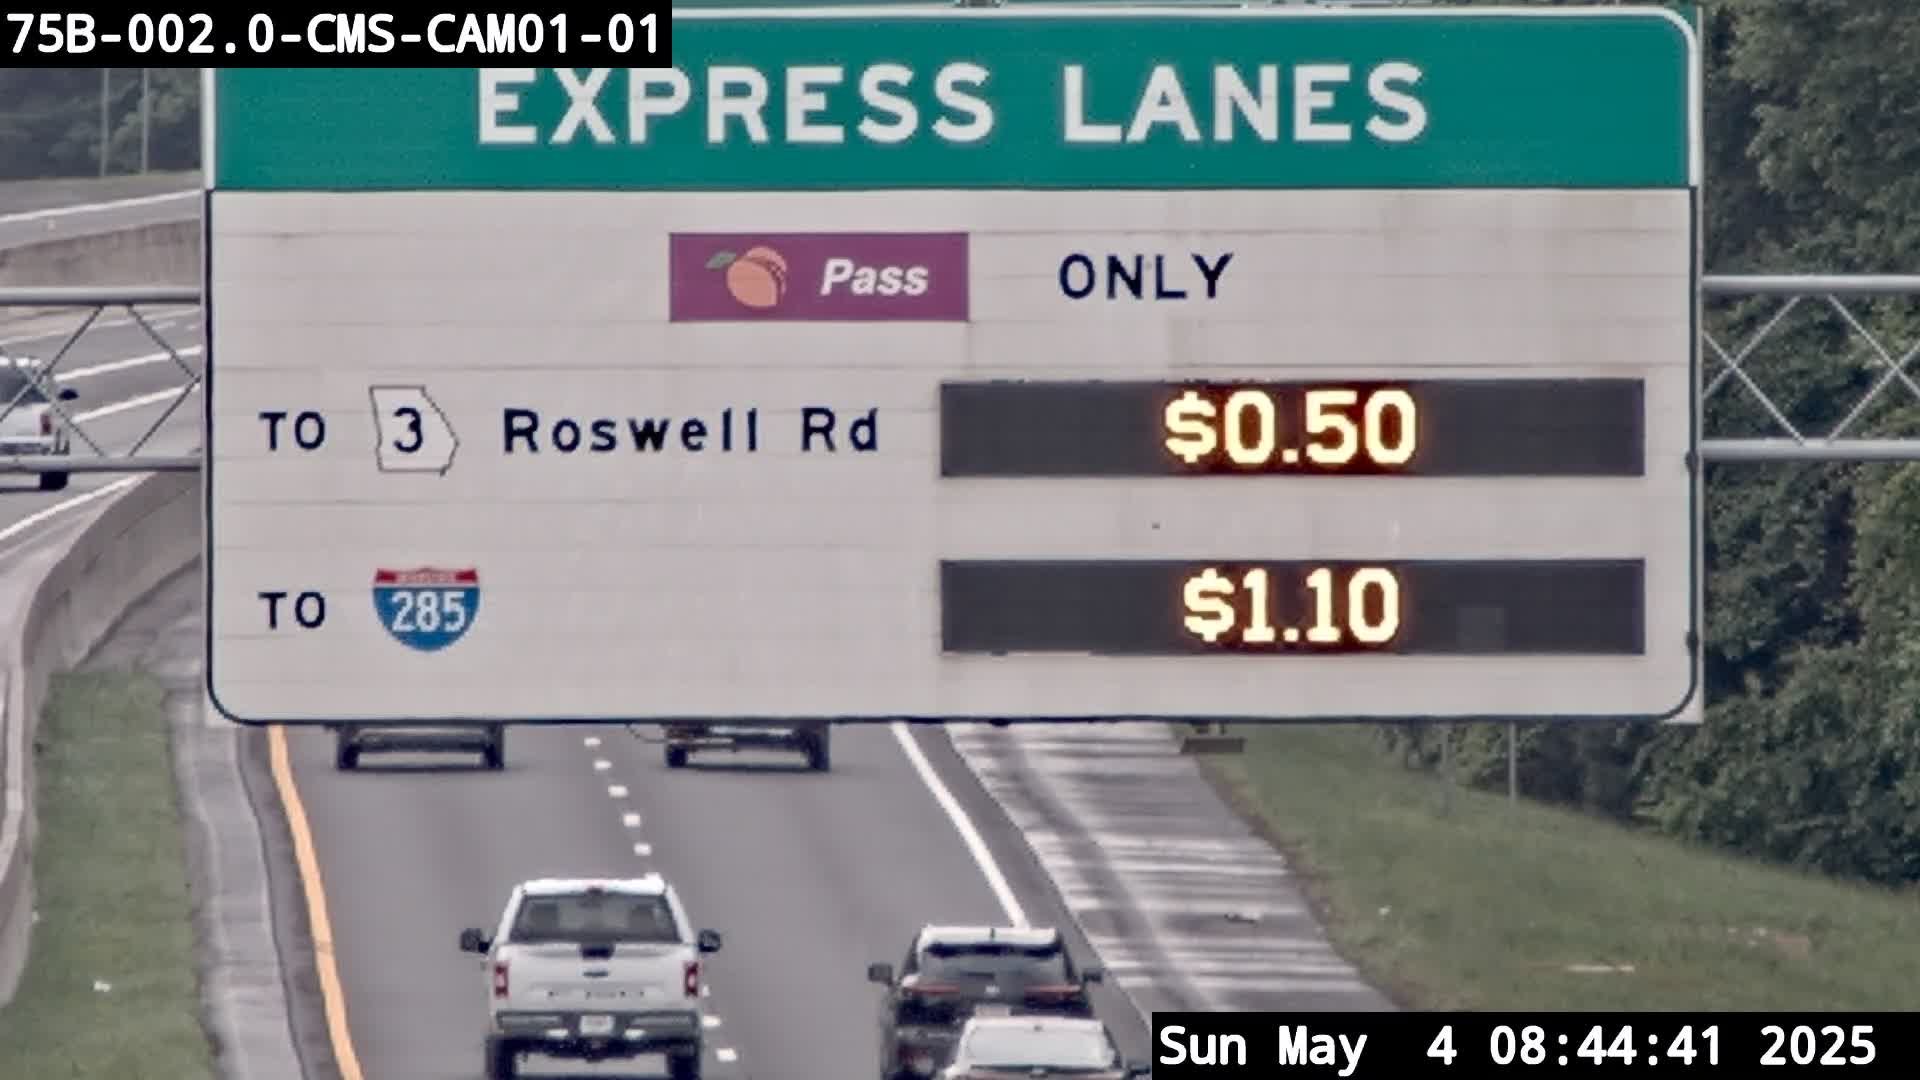 75B-002.0-CMS-CAM01-01
EXPRESS LANES
Pass ONLY
TO 3 Roswell Rd $0.50
TO 285 $1.10
Sun May 4 08:44:41 2025